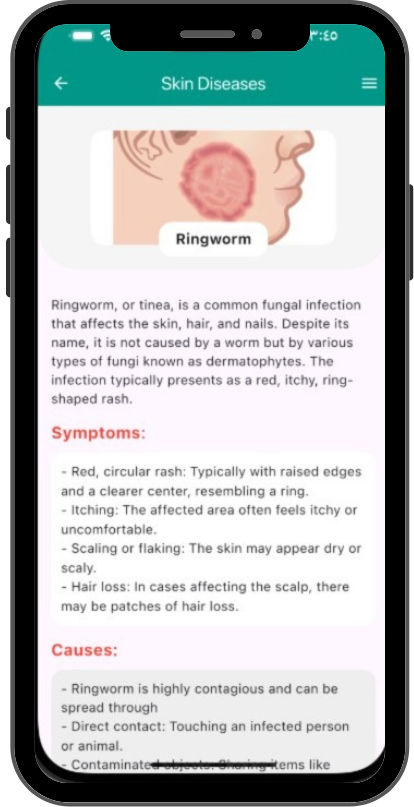 Skin Diseases
Ringworm
Ringworm, or tinea, is a common fungal infection
that affects the skin, hair, and nails. Despite its
name, it is not caused by a worm but by various
types of fungi known as dermatophytes. The
infection typically presents as a red, itchy, ring-
shaped rash.
Symptoms:
- Red, circular rash: Typically with raised edges
and a clearer center, resembling a ring.
- Itching: The affected area often feels itchy or
uncomfortable.
- Scaling or flaking: The skin may appear dry or
scaly.
- Hair loss: In cases affecting the scalp, there
may be patches of hair loss.
Causes:
- Ringworm is highly contagious and can be
spread through
- Direct contact: Touching an infected person
or animal.
- Contaminated objects: Sharing items like